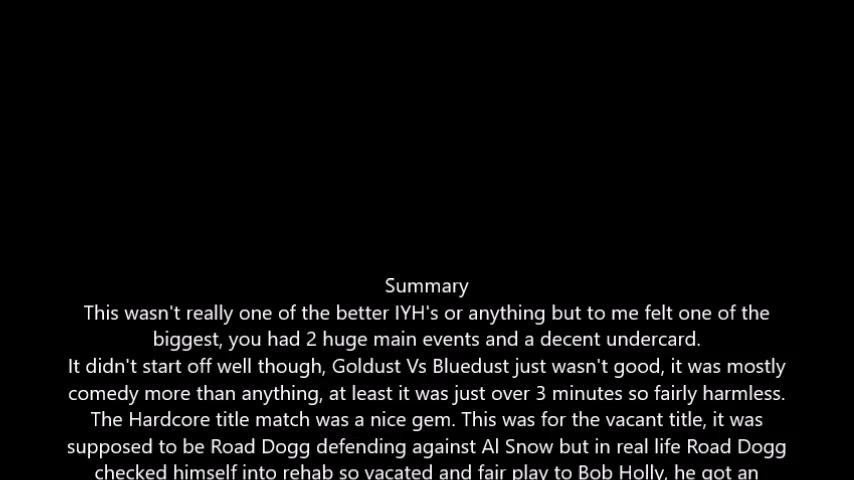 Summary
This wasn't really one of the better IYH's or anything but to me felt one of the
biggest, you had 2 huge main events and a decent undercard.
It didn't start off well though, Goldust Vs Bluedust just wasn't good, it was mostly
comedy more than anything, at least it was just over 3 minutes so fairly harmless.
The Hardcore title match was a nice gem. This was for the vacant title, it was
supposed to be Road Dogg defending against Al Snow but in real life Road Dogg
checked himself into rehab so vacated and fair play to Bob Holly, he got an